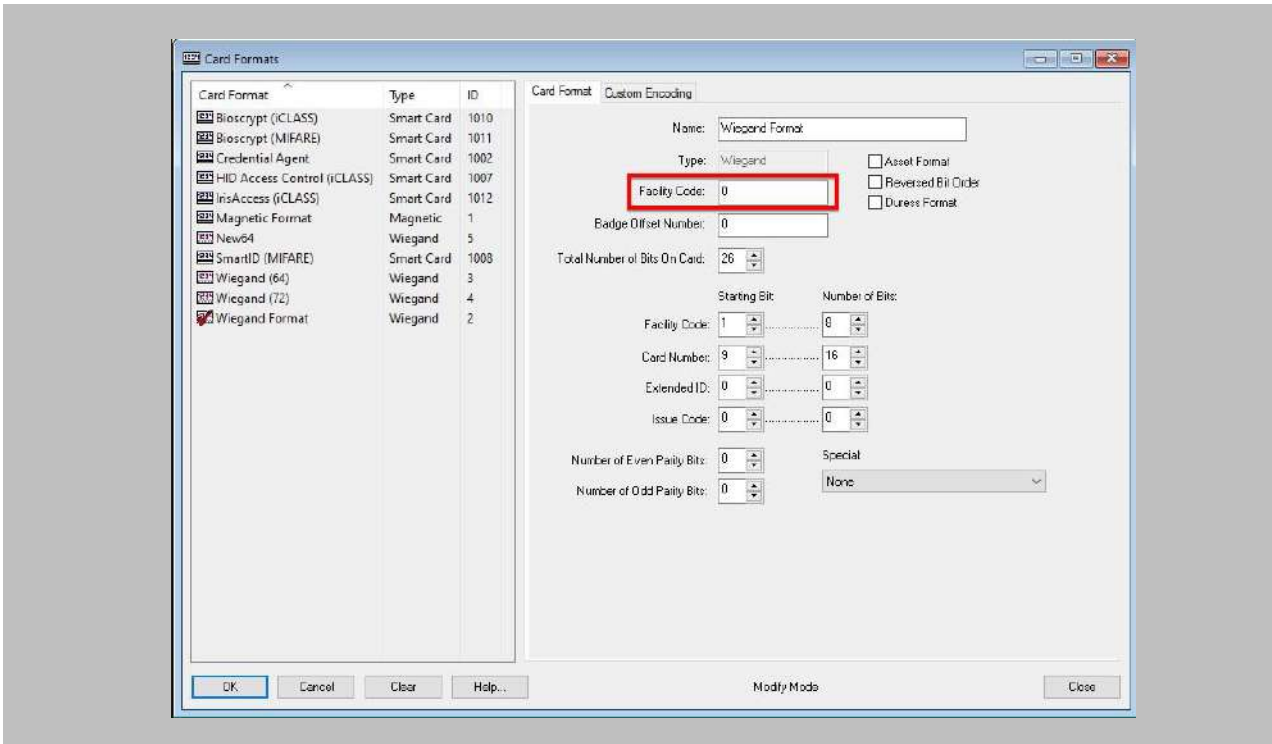 Card Formats
Card Format Type ID
Bioscrypt (iCLASS) Smart Card 1010
Bioscrypt (MIFARE) Smart Card 1011
Credential Agent Smart Card 1002
HID Access Control (iCLASS) Smart Card 1007
IrisAccess (iCLASS) Smart Card 1012
Magnetic Format Magnetic 1
New64 Wiegand 5
SmartID (MIFARE) Smart Card 1008
Wiegand (64) Wiegand 3
Wiegand (72) Wiegand 4
Wiegand Format Wiegand 2
Card Format Custom Encoding
Name: Wiegand Format
Type: Wiegand Asset Format
Facility Code: 0 Reversed Bit Order
Duress Format
Badge Offset Number: 0
Total Number of Bits On Card: 26
Starting Bit: Number of Bits:
Facility Code: 1 8
Card Number: 9 16
Extended ID: 0 0
Issue Code: 0 0
Number of Even Parity Bits: 0 Special:
Number of Odd Parity Bits: 0 None
OK Cancel Clear Help... Modify Mode Close